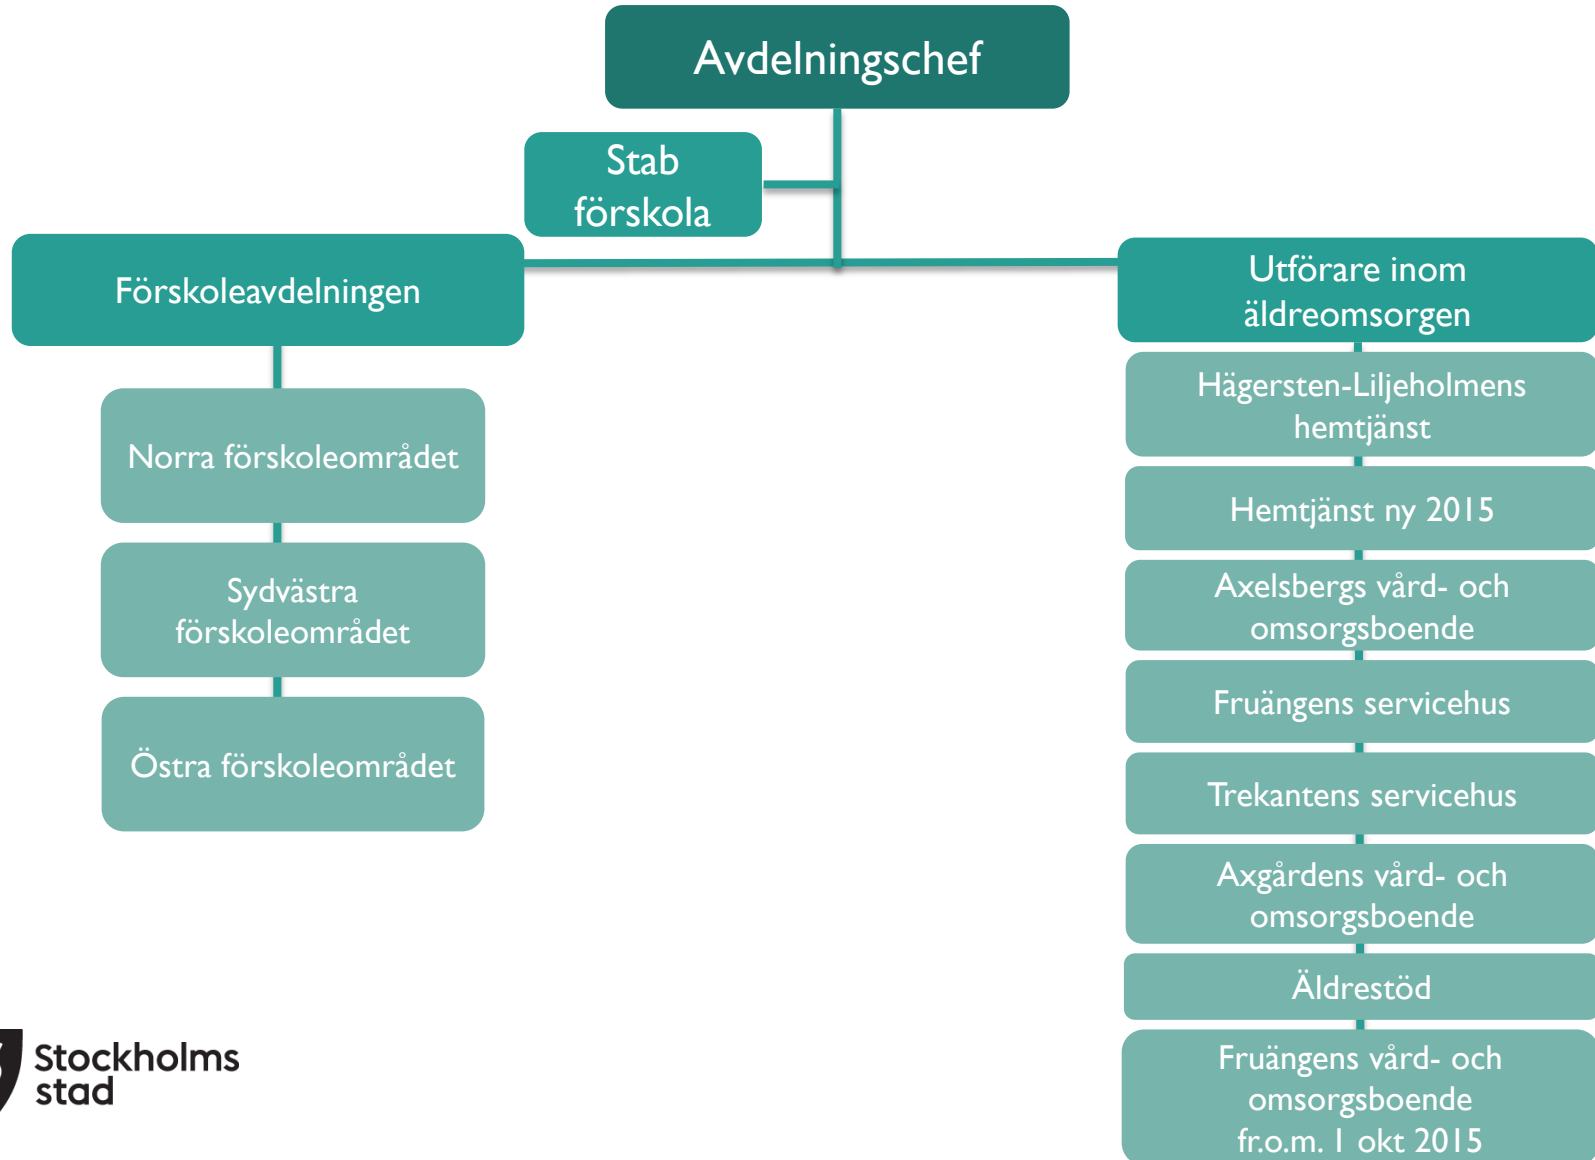 Avdelningschef
Stab
förskola
Förskoleavdelningen
Norra förskoleområdet
Sydvästra
förskoleområdet
Östra förskoleområdet
Utförare inom
äldreomsorgen
Hägersten-Liljeholmens
hemtjänst
Hemtjänst ny 2015
Axelsbergs vård- och
omsorgsboende
Fruängens servicehus
Trekantens servicehus
Axgårdens vård- och
omsorgsboende
Äldrestöd
Fruängens vård- och
omsorgsboende
fr.o.m. 1 okt 2015
Stockholms
stad